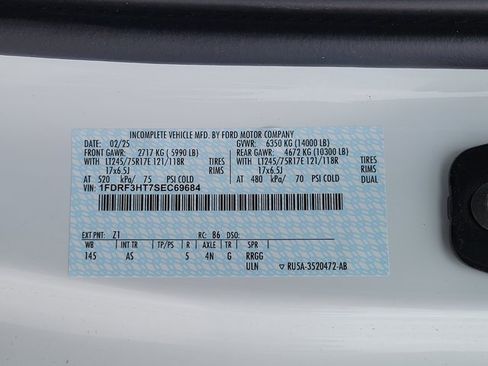 INCOMPLETE VEHICLE MFD. BY FORD MOTOR COMPANY
DATE: 02/25 GVWR: 6350 KG (14000 LB)
FRONT GAWR: 2717 KG ( 5990 LB) REAR GAWR: 4672 KG (10300 LB)
WITH LT245/75R17E 121/118R TIRES WITH LT245/75R17E 121/118R TIRES
17x6.5J RIMS 17x6.5J RIMS
AT 520 kPa/ 75 PSI COLD AT 480 kPa/ 70 PSI COLD DUAL
VIN: 1FDRF3HT7SEC69684
EXT PNT: Z1 RC: 86 DSO:
WB INT TR TP/PS R AXLE TR SPR
145 AS 5 4N G RRGG
ULN RU5A-3520472-AB